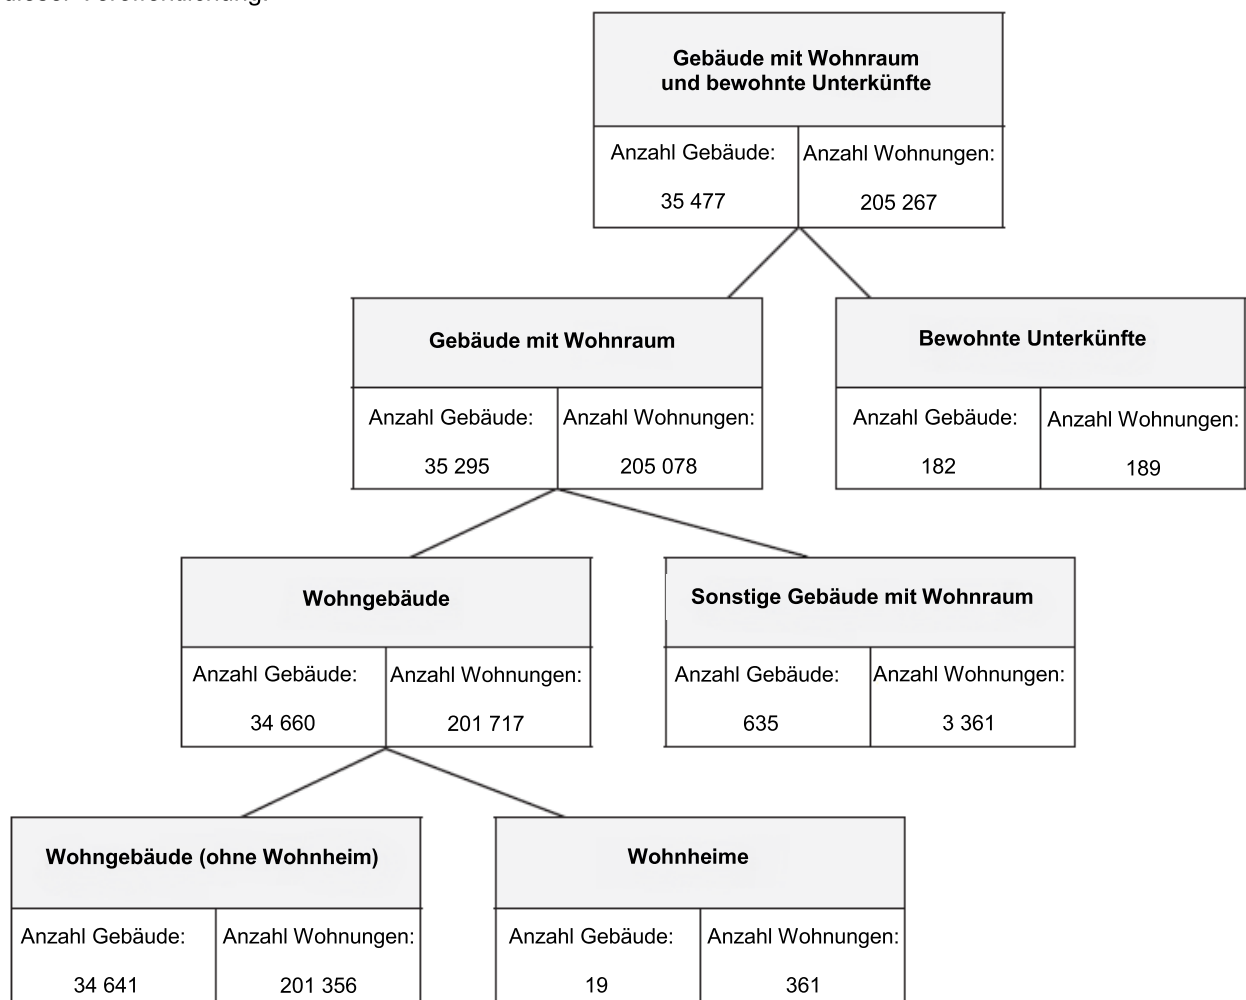 Gebäude mit Wohnraum
und bewohnte Unterkünfte
Anzahl Gebäude:
Anzahl Wohnungen:
35 477
205 267
Gebäude mit Wohnraum
Anzahl Gebäude:
Anzahl Wohnungen:
35 295
205 078
Bewohnte Unterkünfte
Anzahl Gebäude:
Anzahl Wohnungen:
182
189
Wohngebäude
Anzahl Gebäude:
Anzahl Wohnungen:
34 660
201 717
Sonstige Gebäude mit Wohnraum
Anzahl Gebäude:
Anzahl Wohnungen:
635
3 361
Wohngebäude (ohne Wohnheim)
Anzahl Gebäude:
Anzahl Wohnungen:
34 641
201 356
Wohnheime
Anzahl Gebäude:
Anzahl Wohnungen:
19
361